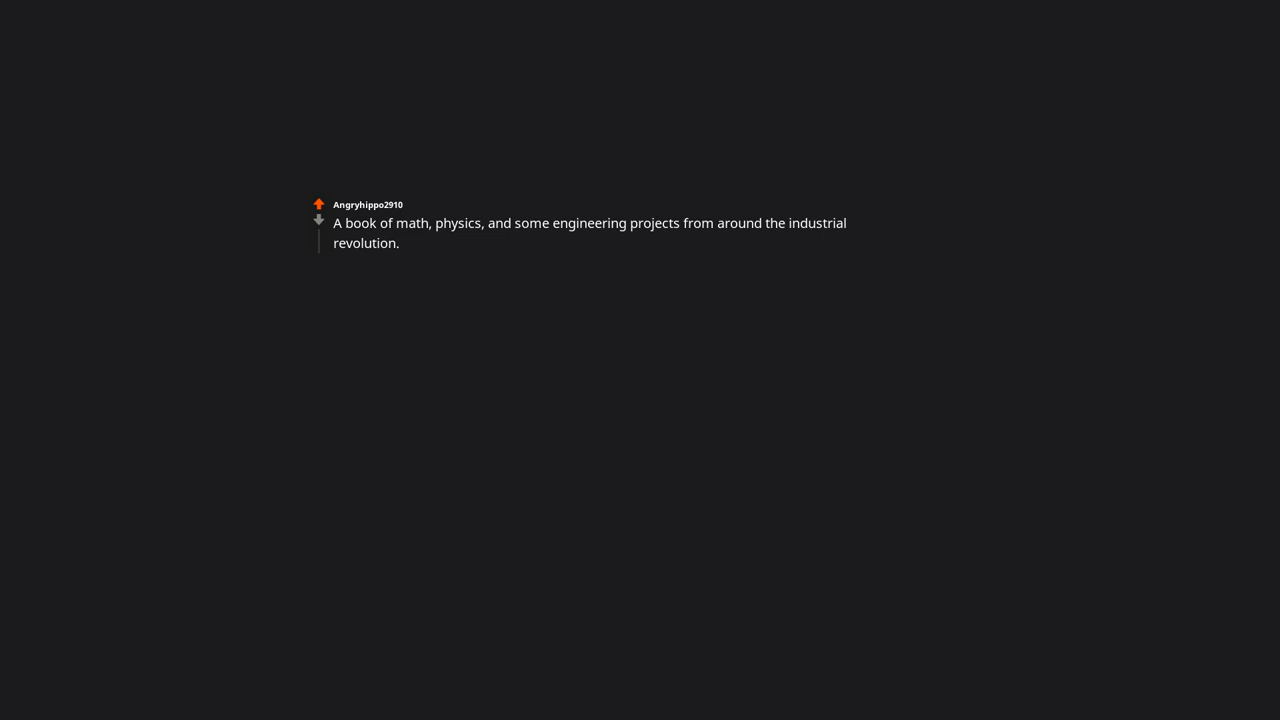 Angryhippo2910
A book of math, physics, and some engineering projects from around the industrial
revolution.